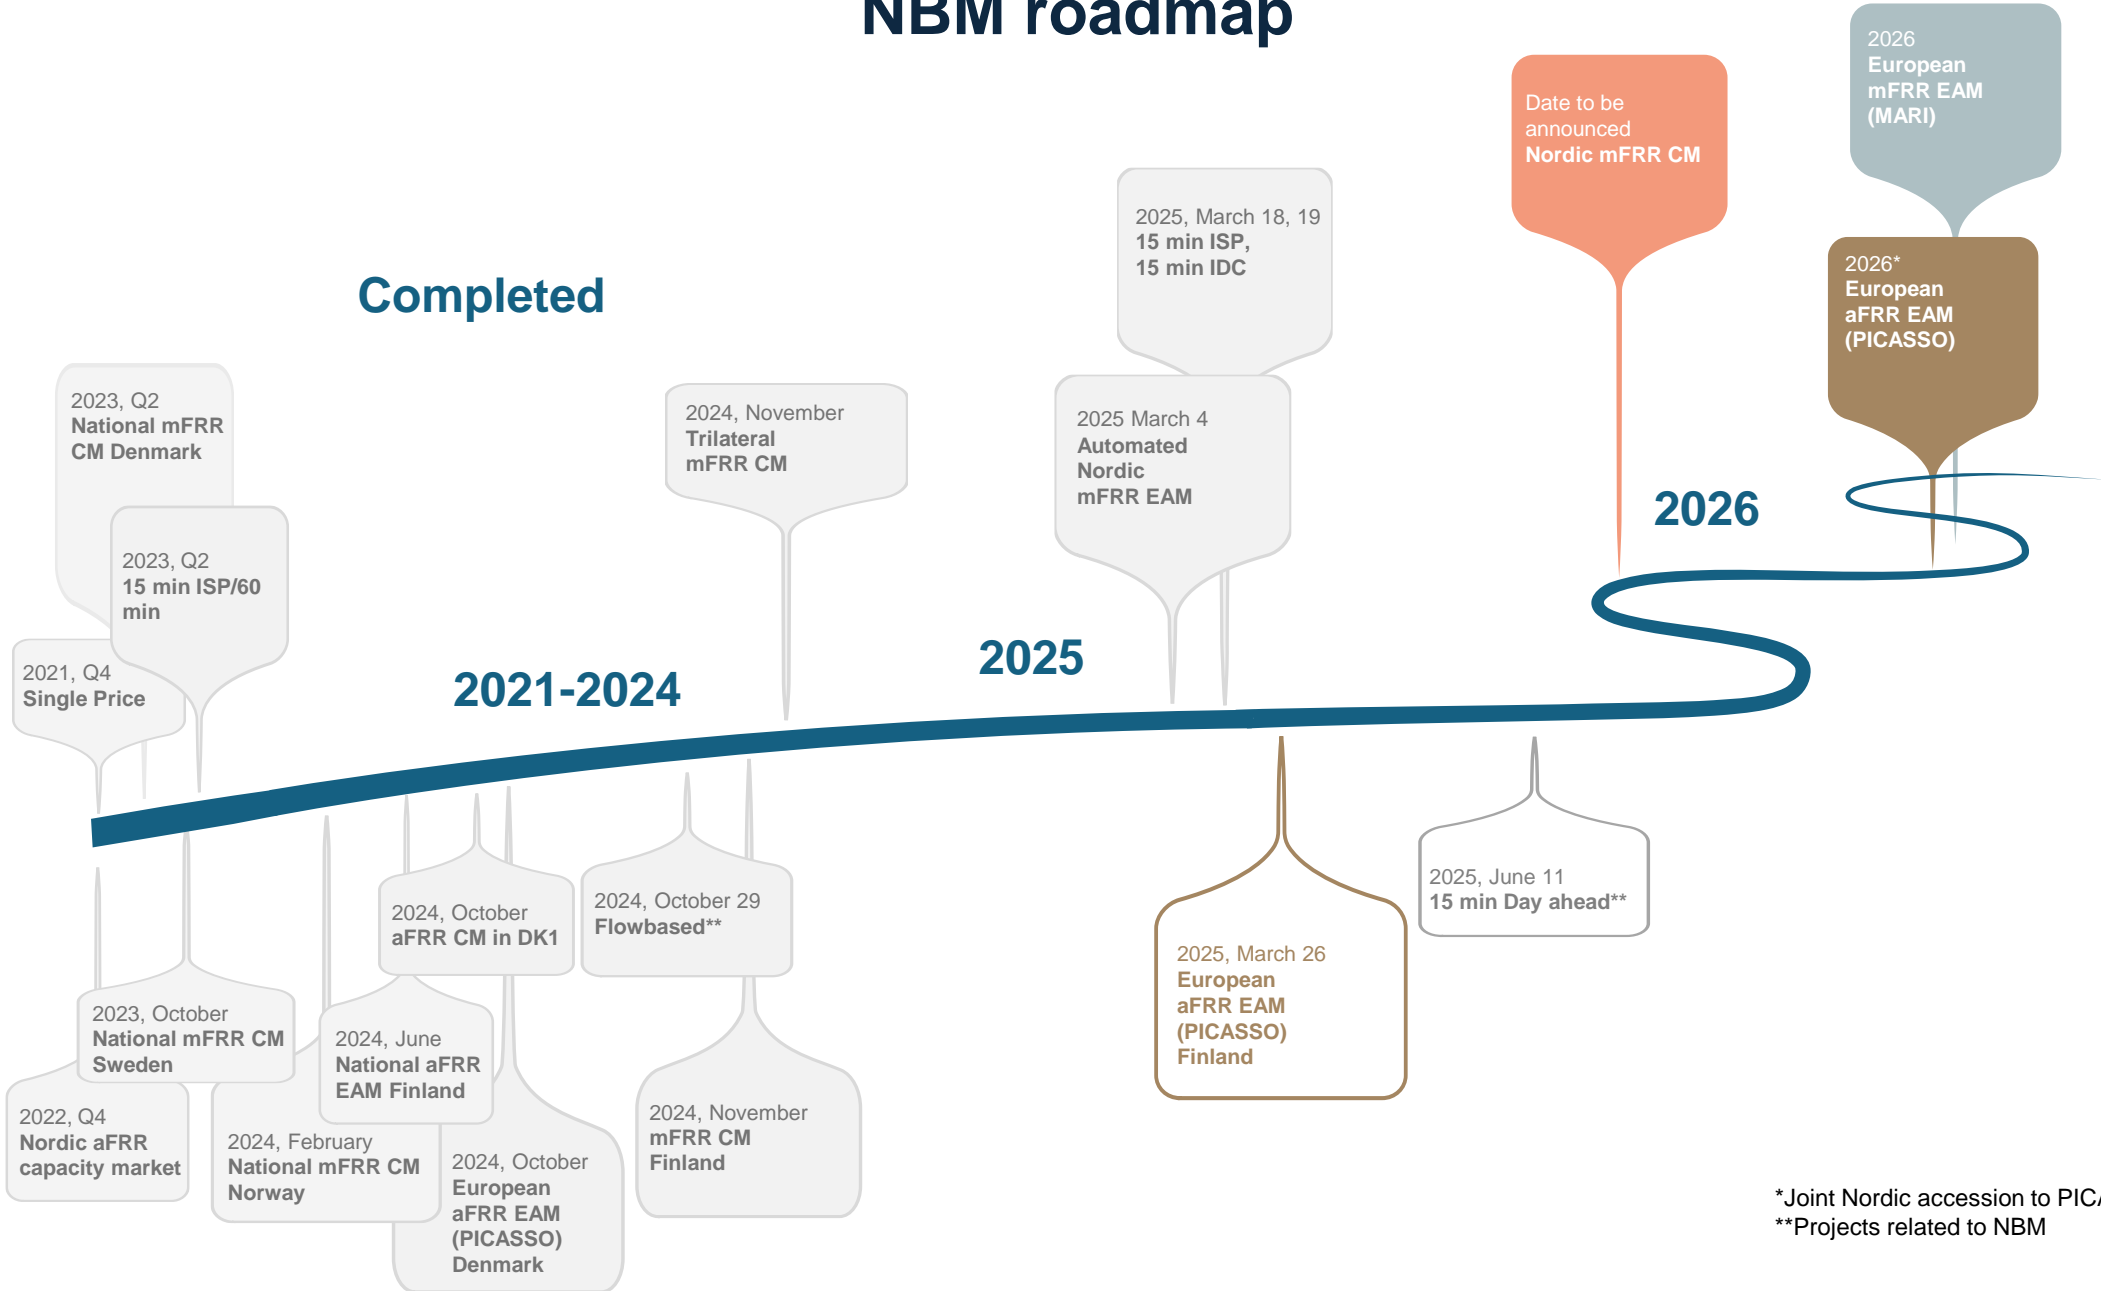 NBM roadmap
2026
European
mFRR EAM
(MARI)
Date to be
announced
Nordic mFRR CM
2025, March 18, 19
15 min ISP,
15 min IDC
2026*
European
aFRR EAM
(PICASSO)
Completed
2023, Q2
National mFRR
CM Denmark
2024, November
Trilateral
mFRR CM
2025 March 4
Automated
Nordic
mFRR EAM
2026
2023, Q2
15 min ISP/60
min
2021, Q4
Single Price
2021-2024
2025
2024, October
aFRR CM in DK1
2024, October 29
Flowbased**
2025, June 11
15 min Day ahead**
2025, March 26
European
aFRR EAM
(PICASSO)
Finland
2023, October
National mFRR CM
Sweden
2024, June
National aFRR
EAM Finland
2022, Q4
Nordic aFRR
capacity market
2024, February
National mFRR CM
Norway
2024, October
European
aFRR EAM
(PICASSO)
Denmark
2024, November
mFRR CM
Finland
*Joint Nordic accession to
**Projects related to NBM